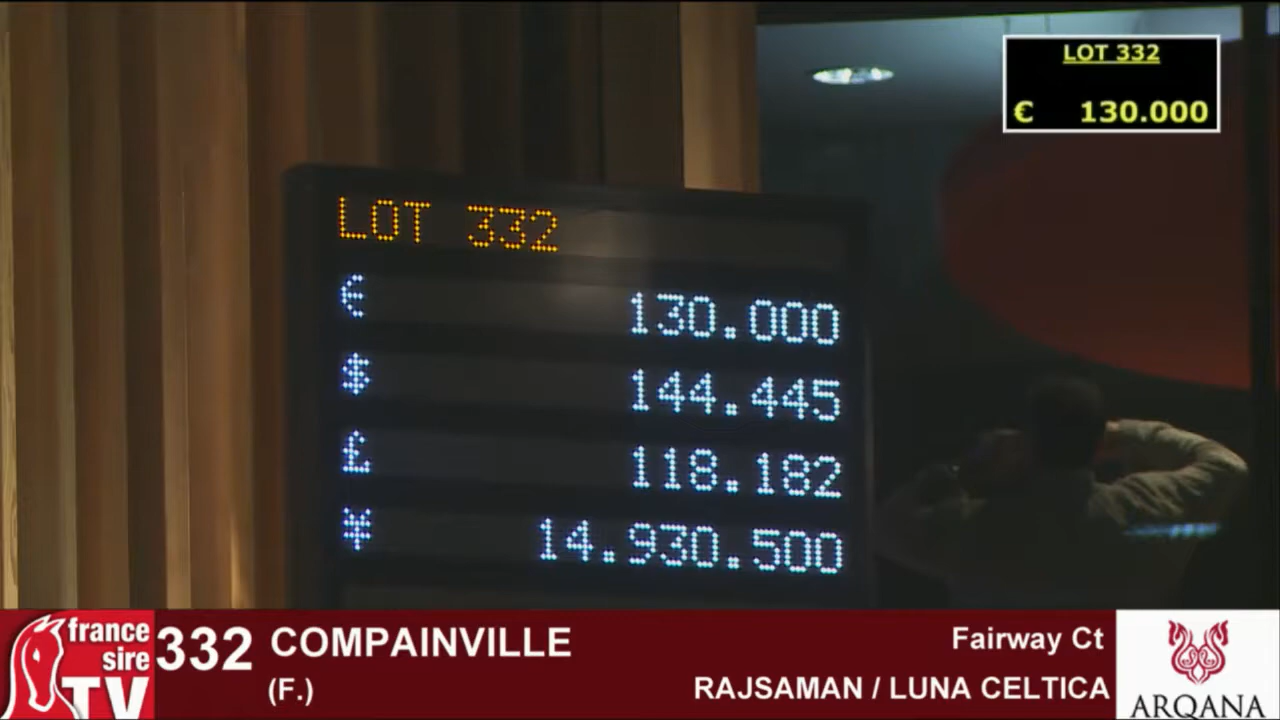 LOT 332
€ 130.000
LOT 332
€ 130.000
$ 144.445
£ 118.182
¥ 14.930.500
france
sire
TV
332 COMPAINVILLE
(F.)
Fairway Ct
RAJSAMAN / LUNA CELTICA
ARQANA